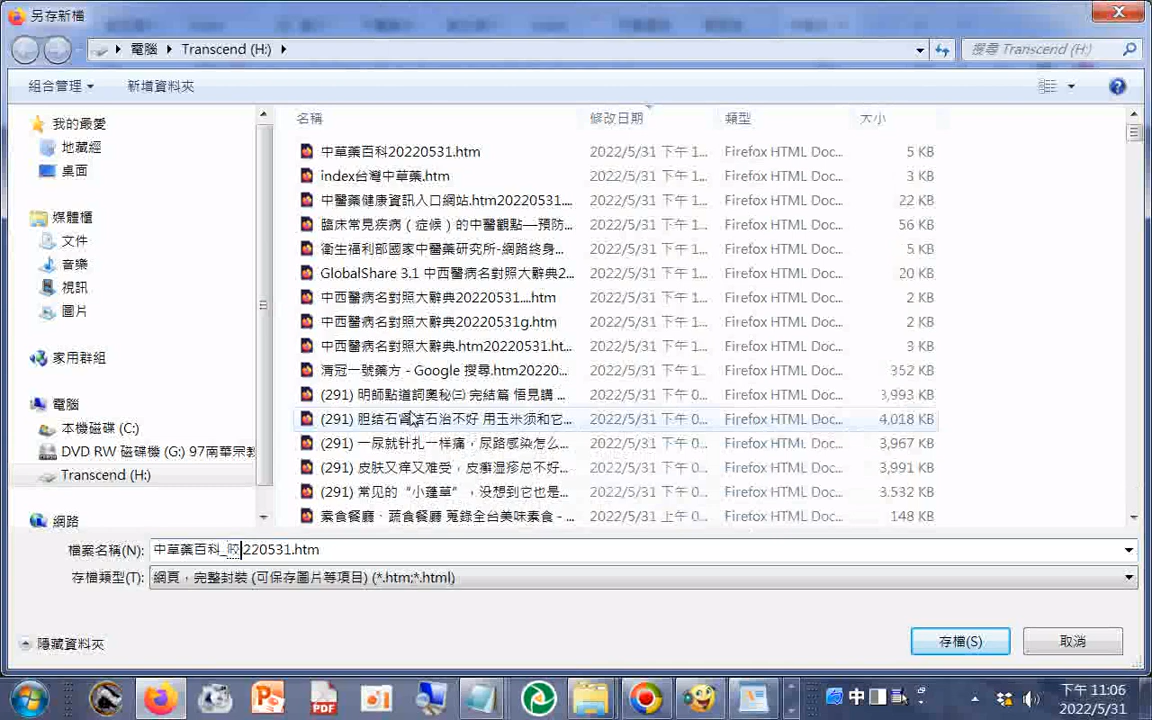 另存新檔
電腦 Transcend (H:)
搜尋 Transcend (H:)
組合管理
新增資料夾
名稱 修改日期 類型 大小
中草藥百科20220531.htm 2022/5/31 下午 1... Firefox HTML Doc... 5 KB
index台灣中草藥.htm 2022/5/31 下午 1... Firefox HTML Doc... 3 KB
中醫藥健康資訊入口網站.htm20220531.... 2022/5/31 下午 1... Firefox HTML Doc... 22 KB
臨床常見疾病（症候）的中醫觀點—預防... 2022/5/31 下午 1... Firefox HTML Doc... 56 KB
衛生福利部國家中醫藥研究所-網路终身... 2022/5/31 下午 1... Firefox HTML Doc... 5 KB
GlobalShare 3.1 中西醫病名對照大辭典2... 2022/5/31 下午 1... Firefox HTML Doc... 20 KB
中西醫病名對照大辭典20220531....htm 2022/5/31 下午 1... Firefox HTML Doc... 2 KB
中西醫病名對照大辭典20220531g.htm 2022/5/31 下午 1... Firefox HTML Doc... 2 KB
中西醫病名對照大辭典.htm20220531.ht... 2022/5/31 下午 1... Firefox HTML Doc... 3 KB
清冠一號藥方 - Google 搜尋.htm20220... 2022/5/31 下午 1... Firefox HTML Doc... 352 KB
(291) 明師點道訶奧秘㈢ 完結篇 悟見講 ... 2022/5/31 下午 0... Firefox HTML Doc... 3,993 KB
(291) 胆结石肾结石治不好 用玉米须和它... 2022/5/31 下午 0... Firefox HTML Doc... 4,018 KB
(291) 一尿就针扎一样痛，尿路感染怎么... 2022/5/31 下午 0... Firefox HTML Doc... 3,967 KB
(291) 皮肤又痒又难受，皮癣湿疹总不好... 2022/5/31 下午 0... Firefox HTML Doc... 3,991 KB
(291) 常见的“小蓬草”，没想到它也是... 2022/5/31 下午 0... Firefox HTML Doc... 3,532 KB
素食餐廳、蔬食餐廳 蒐錄全台美味素食 - ... 2022/5/31 上午 0... Firefox HTML Doc... 148 KB
我的最愛
地藏經
桌面
媒體櫃
文件
音樂
視訊
圖片
家用群組
電腦
本機磁碟 (C:)
DVD RW 磁碟機 (G:) 97南華宗教
Transcend (H:)
網路
檔案名稱(N): 中草藥百科_咬220531.htm
存檔類型(T): 網頁，完整封裝 (可保存圖片等項目) (*.htm;*.html)
隱藏資料夾
存檔(S)
取消
中
下午 11:06
2022/5/31